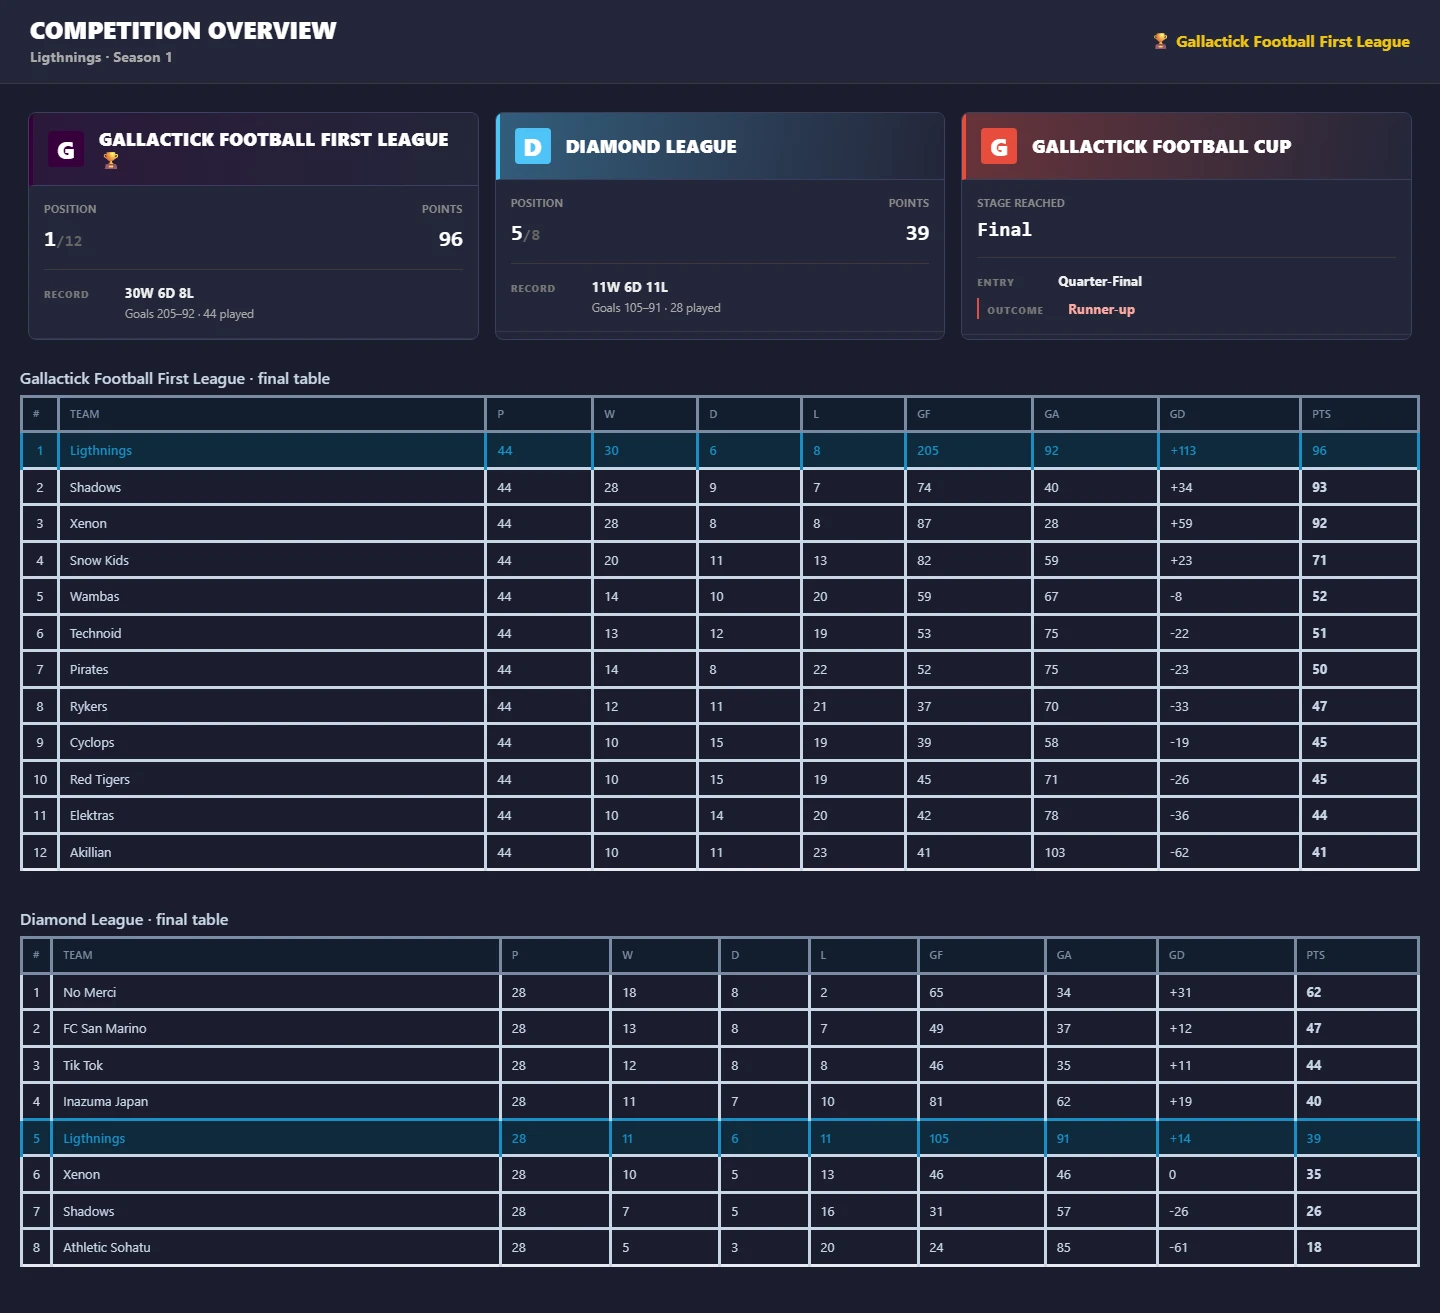 COMPETITION OVERVIEW
Ligthnings · Season 1
🏆 Gallactick Football First League
G GALLACTICK FOOTBALL FIRST LEAGUE 🏆
POSITION POINTS
1/12 96
RECORD 30W 6D 8L
Goals 205–92 · 44 played
D DIAMOND LEAGUE
POSITION POINTS
5/8 39
RECORD 11W 6D 11L
Goals 105–91 · 28 played
G GALLACTICK FOOTBALL CUP
STAGE REACHED
Final
ENTRY Quarter-Final
OUTCOME Runner-up
Gallactick Football First League · final table
# TEAM P W D L GF GA GD PTS
1 Ligthnings 44 30 6 8 205 92 +113 96
2 Shadows 44 28 9 7 74 40 +34 93
3 Xenon 44 28 8 8 87 28 +59 92
4 Snow Kids 44 20 11 13 82 59 +23 71
5 Wambas 44 14 10 20 59 67 -8 52
6 Technoid 44 13 12 19 53 75 -22 51
7 Pirates 44 14 8 22 52 75 -23 50
8 Rykers 44 12 11 21 37 70 -33 47
9 Cyclops 44 10 15 19 39 58 -19 45
10 Red Tigers 44 10 15 19 45 71 -26 45
11 Elektras 44 10 14 20 42 78 -36 44
12 Akillian 44 10 11 23 41 103 -62 41
Diamond League · final table
# TEAM P W D L GF GA GD PTS
1 No Merci 28 18 8 2 65 34 +31 62
2 FC San Marino 28 13 8 7 49 37 +12 47
3 Tik Tok 28 12 8 8 46 35 +11 44
4 Inazuma Japan 28 11 7 10 81 62 +19 40
5 Ligthnings 28 11 6 11 105 91 +14 39
6 Xenon 28 10 5 13 46 46 0 35
7 Shadows 28 7 5 16 31 57 -26 26
8 Athletic Sohatu 28 5 3 20 24 85 -61 18